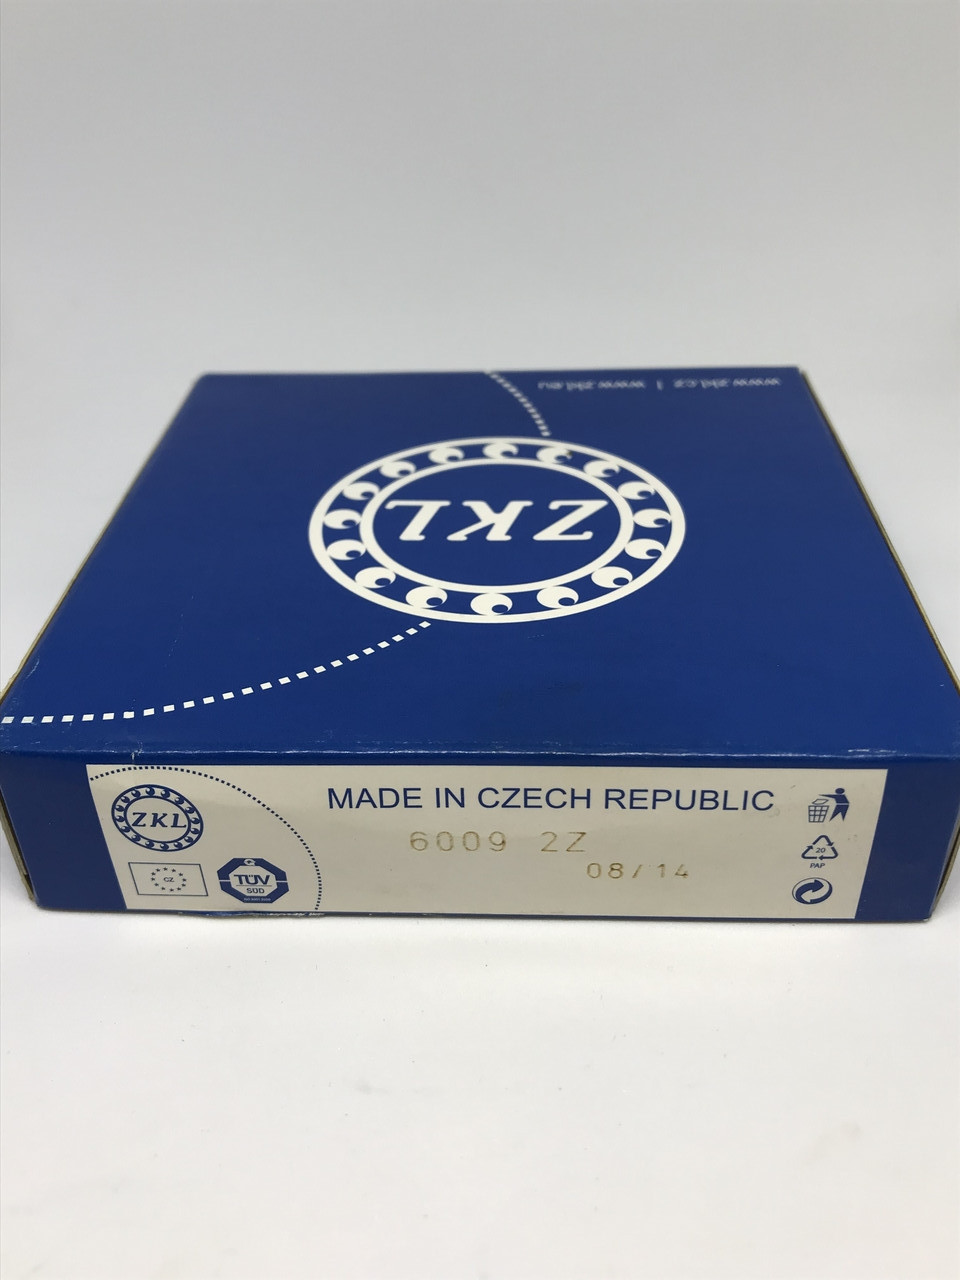 www.zkl.cz | www.zkl.eu
ZKL
MADE IN CZECH REPUBLIC
ZKL
6009 2Z
08/14
CZ
TÜV
SÜD
20
PAP